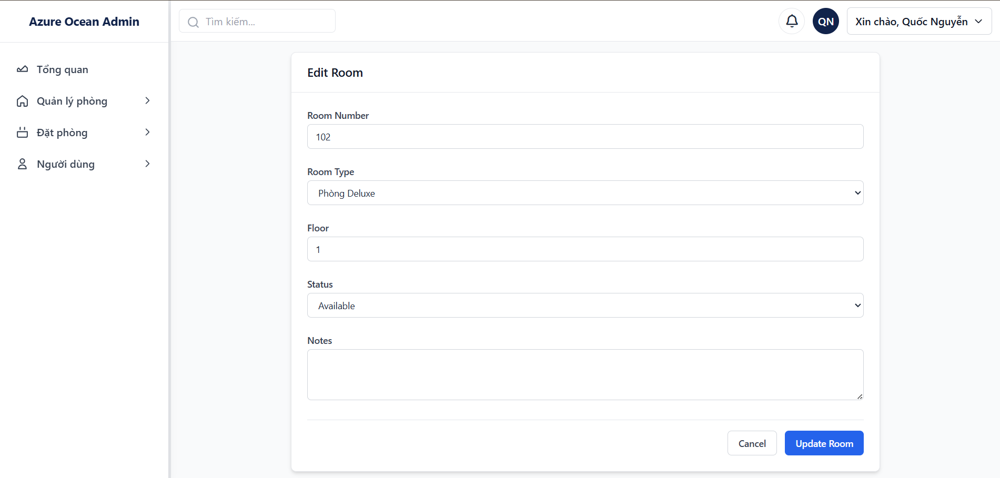 Azure Ocean Admin
Tìm kiếm...
QN
Xin chào, Quốc Nguyễn
Tổng quan
Quản lý phòng
Đặt phòng
Người dùng
Edit Room
Room Number
102
Room Type
Phòng Deluxe
Floor
1
Status
Available
Notes
Cancel
Update Room